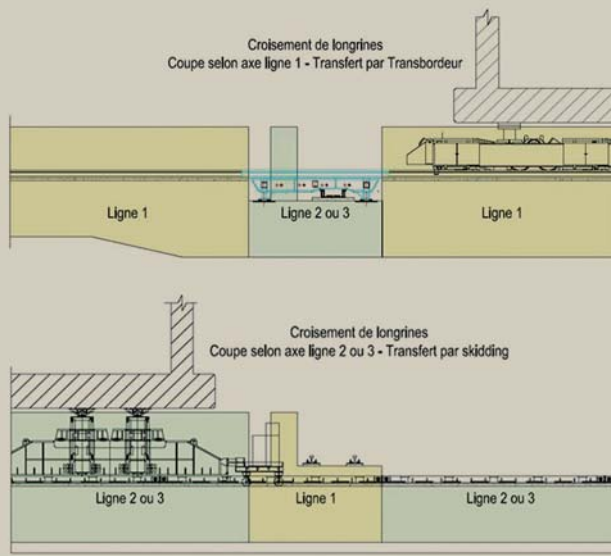 Croisement de longrines
Coupe selon axe ligne 1 - Transfert par Transbordeur
Ligne 1
Ligne 2 ou 3
Ligne 1
Croisement de longrines
Coupe selon axe ligne 2 ou 3 - Transfert par skidding
Ligne 2 ou 3
Ligne 1
Ligne 2 ou 3